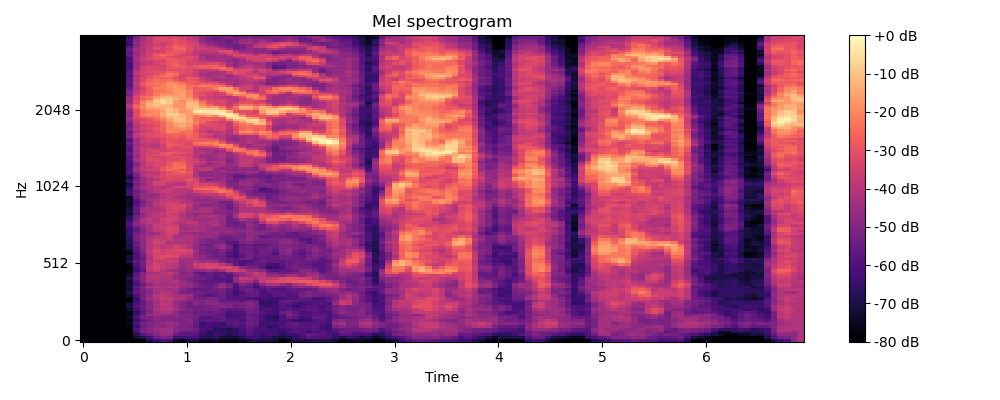 Mel spectrogram
+0 dB
-10 dB
2048
-20 dB
-30 dB
Hz
1024
-40 dB
-50 dB
512
-60 dB
-70 dB
0
-80 dB
0 1 2 3 4 5 6
Time